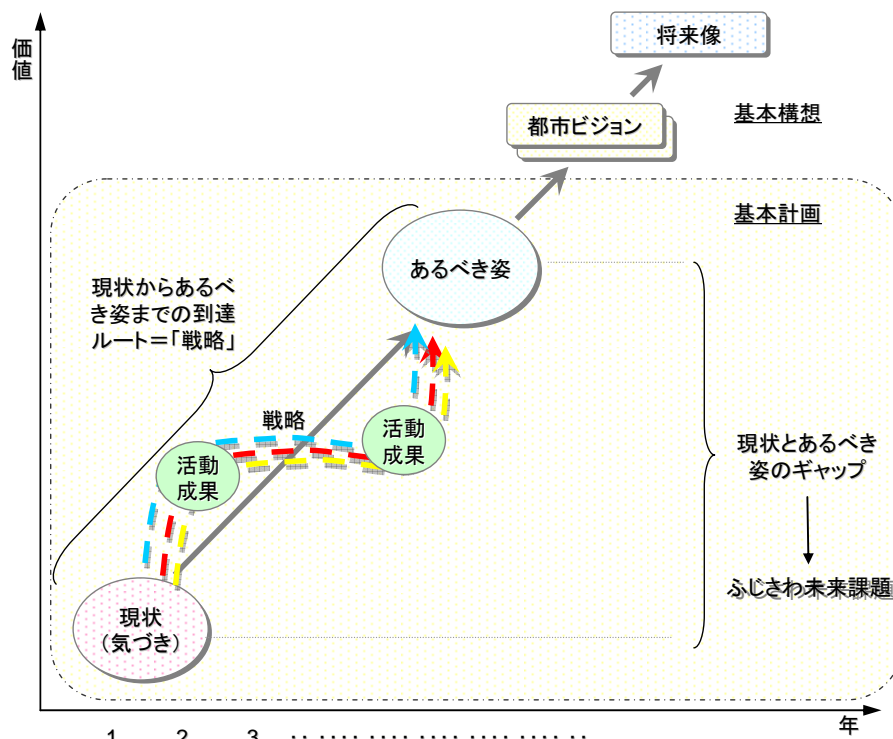 価値
将来像
都市ビジョン
基本構想
基本計画
あるべき姿
現状からあるべ
き姿までの到達
ルート＝「戦略」
戦略
活動
成果
活動
成果
現状とあるべき
姿のギャップ
ふじさわ未来課題
現状
（気づき）
年
1 2 3 ‥ ‥‥ ‥‥ ‥‥ ‥‥ ‥‥ ‥